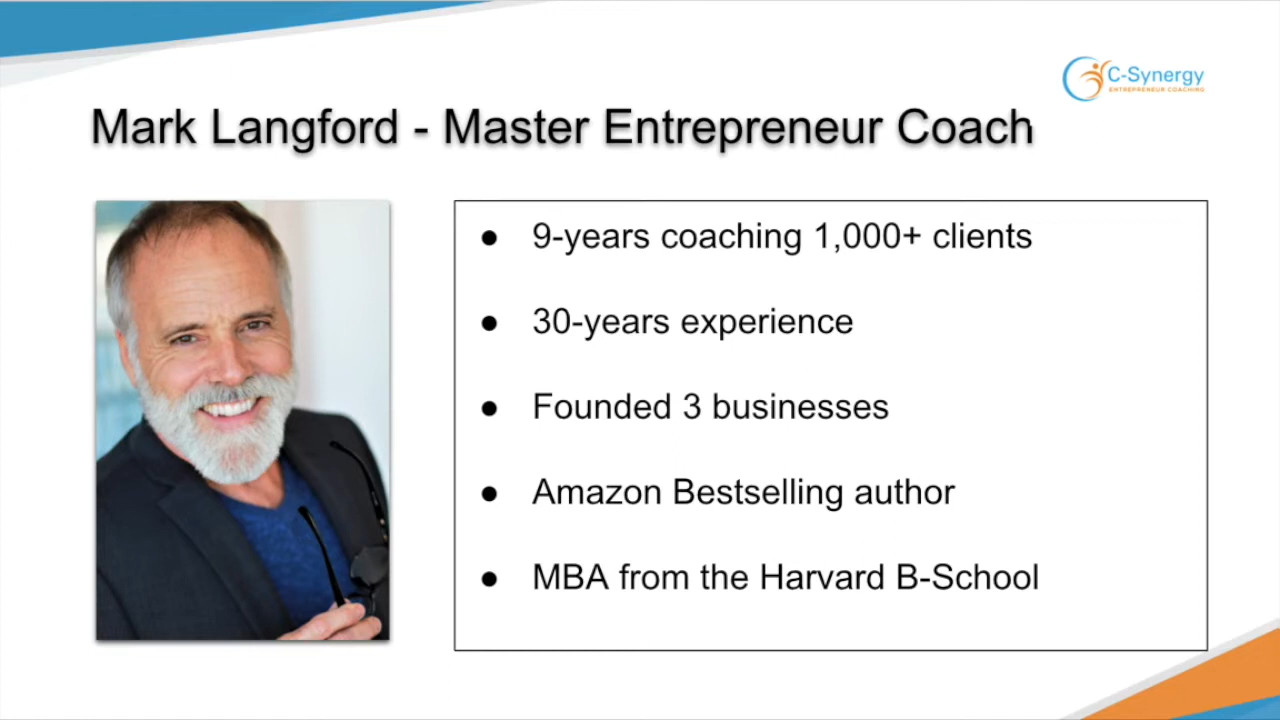 C-Synergy
ENTREPRENEUR COACHING
Mark Langford - Master Entrepreneur Coach
● 9-years coaching 1,000+ clients
● 30-years experience
● Founded 3 businesses
● Amazon Bestselling author
● MBA from the Harvard B-School